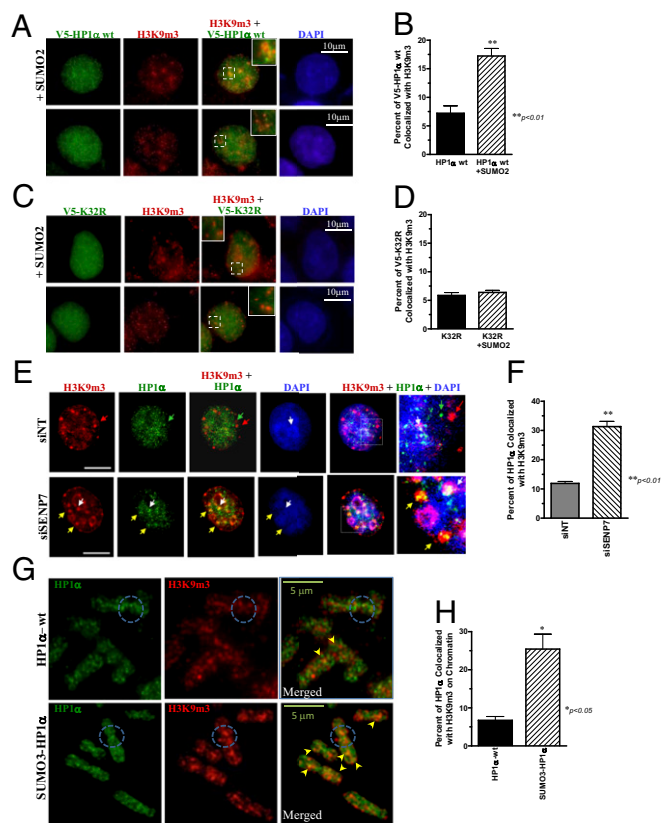 A
V5-HP1α wt
H3K9m3
H3K9m3 +
V5-HP1α wt
DAPI
+ SUMO2
10μm
10μm
B
Percent of V5-HP1α wt
Colocalized with H3K9m3
20
15
10
5
0
**
HP1α wt
HP1α wt
+SUMO2
**p<0.01
C
V5-K32R
H3K9m3
H3K9m3 +
V5-K32R
DAPI
+ SUMO2
10μm
10μm
D
Percent of V5-K32R
Colocalized with H3K9m3
20
15
10
5
0
K32R
K32R
+SUMO2
E
H3K9m3
HP1α
H3K9m3 +
HP1α
DAPI
H3K9m3 + HP1α + DAPI
siNT
siSENP7
F
Percent of HP1α Colocalized
with H3K9m3
40
30
20
10
0
**
siNT
siSENP7
**p<0.01
G
HP1α
H3K9m3
5 μm
HP1α-wt
Merged
HP1α
H3K9m3
5 μm
SUMO3-HP1α
Merged
H
Percent of HP1α Colocalized
with H3K9m3 on Chromatin
30
20
10
0
*
HP1α-wt
SUMO3-HP1α
*p<0.05